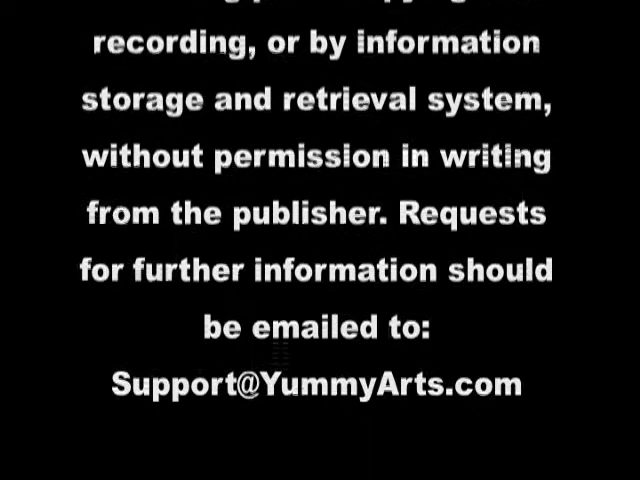 recording, or by information
storage and retrieval system,
without permission in writing
from the publisher. Requests
for further information should
be emailed to:
Support@YummyArts.com